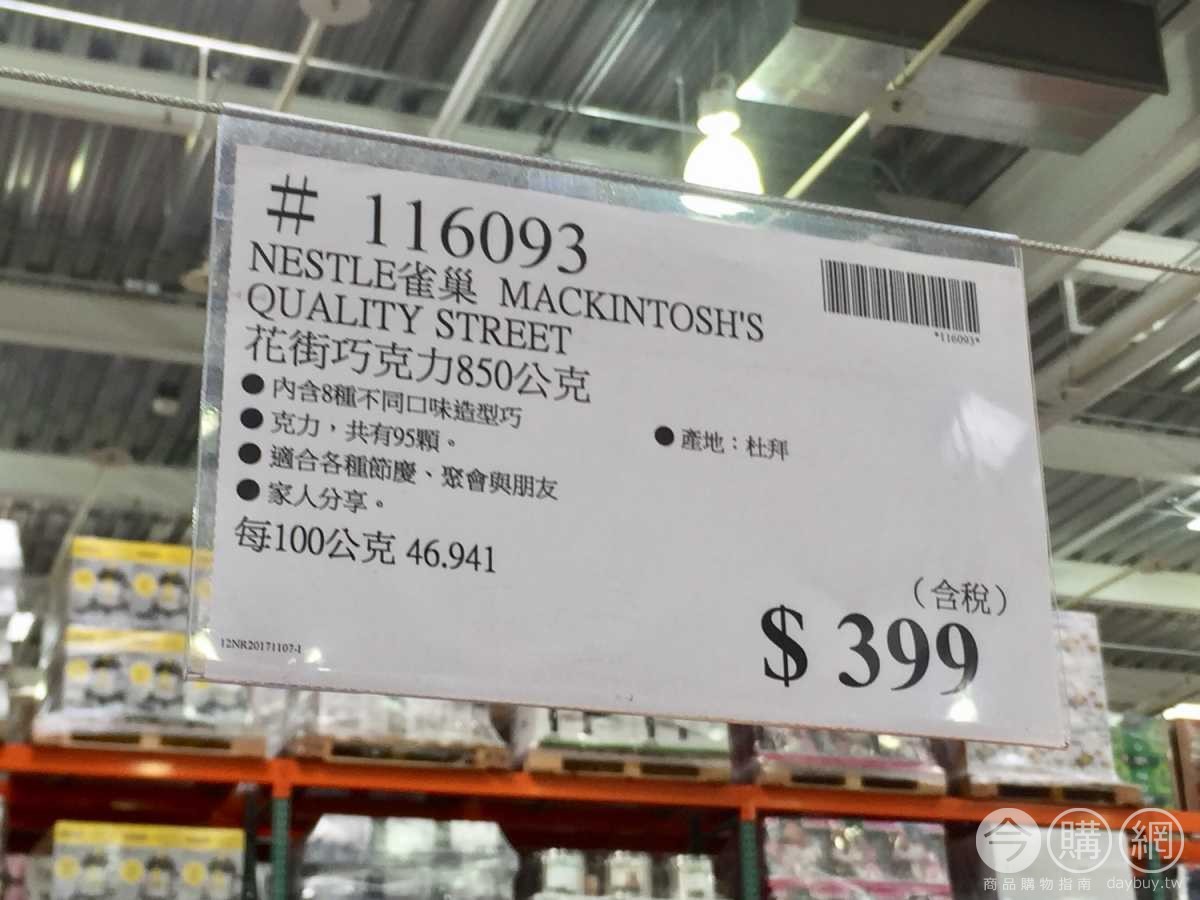 # 116093
NESTLE雀巢 MACKINTOSH'S
QUALITY STREET
花街巧克力850公克
● 內含8種不同口味造型巧
● 克力，共有95顆。
● 適合各種節慶、聚會與朋友
● 家人分享。
每100公克 46.941
12NR20171107-1
*116093*
● 產地：杜拜
（含稅）
$ 399
今購網
商品購物指南 daybuy.tw